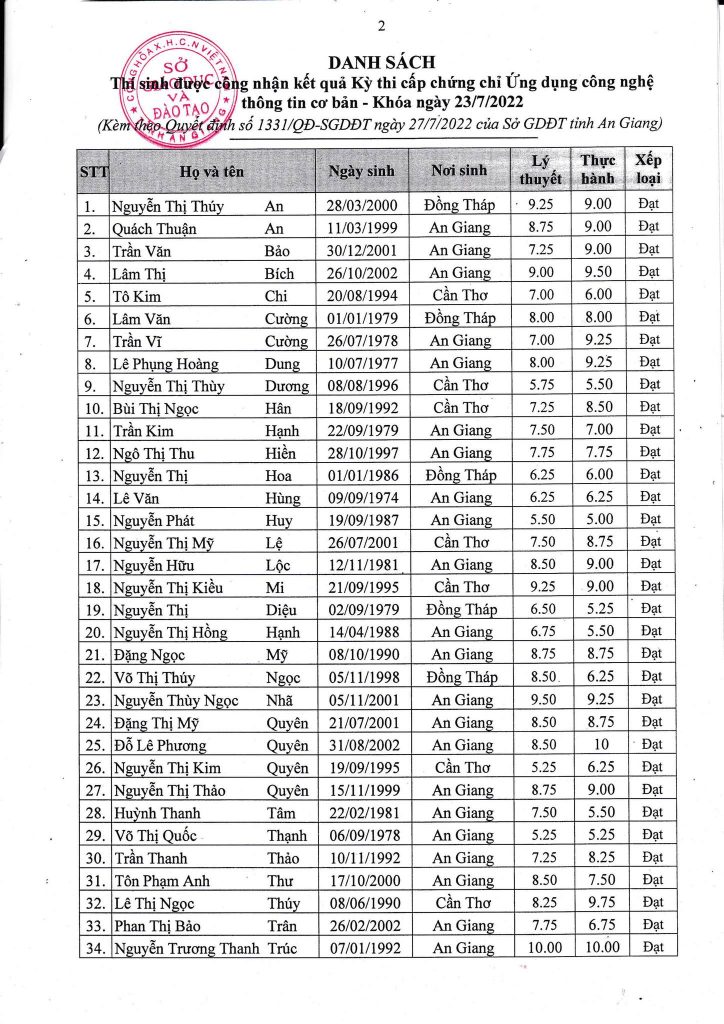 2
DANH SÁCH
Thí sinh được công nhận kết quả Kỳ thi cấp chứng chỉ Ứng dụng công nghệ
thông tin cơ bản - Khóa ngày 23/7/2022
(Kèm theo Quyết định số 1331/QĐ-SGDĐT ngày 27/7/2022 của Sở GDĐT tỉnh An Giang)
CỘNG HÒA X.H.C.N VIỆT NAM
SỞ
GIÁO DỤC
VÀ
ĐÀO TẠO
TỈNH AN GIANG
STT Họ và tên Ngày sinh Nơi sinh Lý thuyết Thực hành Xếp loại
1. Nguyễn Thị Thúy An 28/03/2000 Đồng Tháp 9.25 9.00 Đạt
2. Quách Thuận An 11/03/1999 An Giang 8.75 9.00 Đạt
3. Trần Văn Bảo 30/12/2001 An Giang 7.25 9.00 Đạt
4. Lâm Thị Bích 26/10/2002 An Giang 9.00 9.50 Đạt
5. Tô Kim Chi 20/08/1994 Cần Thơ 7.00 6.00 Đạt
6. Lâm Văn Cường 01/01/1979 Đồng Tháp 8.00 8.00 Đạt
7. Trần Vĩ Cường 26/07/1978 An Giang 7.00 9.25 Đạt
8. Lê Phụng Hoàng Dung 10/07/1977 An Giang 8.00 9.25 Đạt
9. Nguyễn Thị Thùy Dương 08/08/1996 Cần Thơ 5.75 5.50 Đạt
10. Bùi Thị Ngọc Hân 18/09/1992 Cần Thơ 7.25 8.50 Đạt
11. Trần Kim Hạnh 22/09/1979 An Giang 7.50 7.00 Đạt
12. Ngô Thị Thu Hiền 28/10/1997 An Giang 7.75 7.75 Đạt
13. Nguyễn Thị Hoa 01/01/1986 Đồng Tháp 6.25 6.00 Đạt
14. Lê Văn Hùng 09/09/1974 An Giang 6.25 6.25 Đạt
15. Nguyễn Phát Huy 19/09/1987 An Giang 5.50 5.00 Đạt
16. Nguyễn Thị Mỹ Lệ 26/07/2001 Cần Thơ 7.50 8.75 Đạt
17. Nguyễn Hữu Lộc 12/11/1981 An Giang 8.50 9.00 Đạt
18. Nguyễn Thị Kiều Mi 21/09/1995 Cần Thơ 9.25 9.00 Đạt
19. Nguyễn Thị Diệu 02/09/1979 Đồng Tháp 6.50 5.25 Đạt
20. Nguyễn Thị Hồng Hạnh 14/04/1988 An Giang 6.75 5.50 Đạt
21. Đặng Ngọc Mỹ 08/10/1990 An Giang 8.75 8.75 Đạt
22. Võ Thị Thúy Ngọc 05/11/1998 Đồng Tháp 8.50 6.25 Đạt
23. Nguyễn Thùy Ngọc Nhã 05/11/2001 An Giang 9.50 9.25 Đạt
24. Đặng Thị Mỹ Quyên 21/07/2001 An Giang 8.50 8.75 Đạt
25. Đỗ Lê Phương Quyên 31/08/2002 An Giang 8.50 10 Đạt
26. Nguyễn Thị Kim Quyên 19/09/1995 Cần Thơ 5.25 6.25 Đạt
27. Nguyễn Thị Thảo Quyên 15/11/1999 An Giang 8.75 9.00 Đạt
28. Huỳnh Thanh Tâm 22/02/1981 An Giang 7.50 5.50 Đạt
29. Võ Thị Quốc Thạnh 06/09/1978 An Giang 5.25 5.25 Đạt
30. Trần Thanh Thảo 10/11/1992 An Giang 7.25 8.25 Đạt
31. Tôn Phạm Anh Thư 17/10/2000 An Giang 8.50 7.50 Đạt
32. Lê Thị Ngọc Thúy 08/06/1990 Cần Thơ 8.25 9.75 Đạt
33. Phan Thị Bảo Trân 26/02/2002 An Giang 7.75 6.75 Đạt
34. Nguyễn Trương Thanh Trúc 07/01/1992 An Giang 10.00 10.00 Đạt